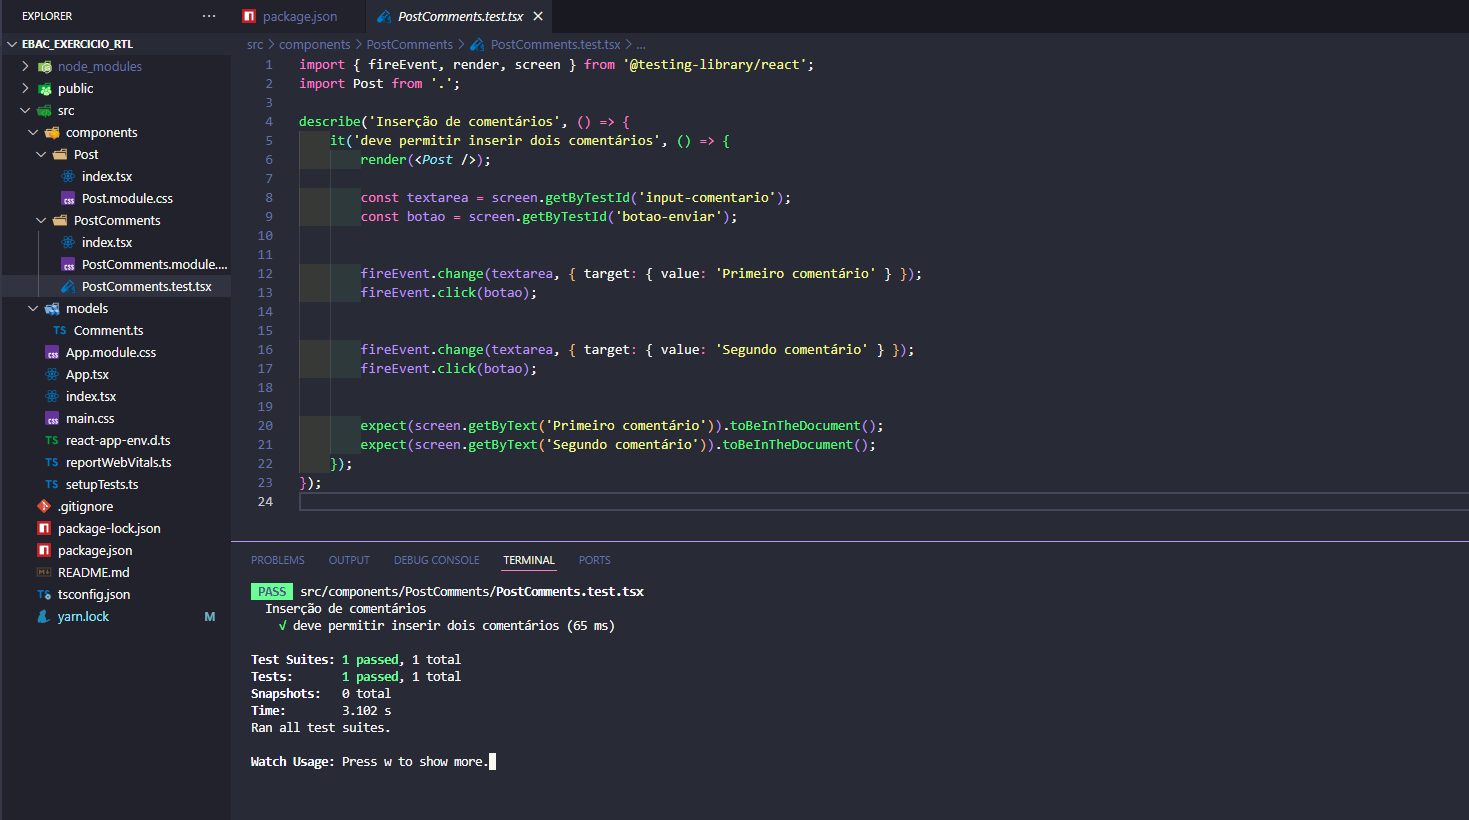 EXPLORER
...
package.json
PostComments.test.tsx
EBAC_EXERCICIO_RTL
node_modules
public
src
components
Post
index.tsx
Post.module.css
PostComments
index.tsx
PostComments.module....
PostComments.test.tsx
models
TS Comment.ts
App.module.css
App.tsx
index.tsx
main.css
TS react-app-env.d.ts
TS reportWebVitals.ts
TS setupTests.ts
.gitignore
package-lock.json
package.json
README.md
tsconfig.json
yarn.lock M
src > components > PostComments > PostComments.test.tsx > ...
1 import { fireEvent, render, screen } from '@testing-library/react';
2 import Post from '.';
3
4 describe('Inserção de comentários', () => {
5 it('deve permitir inserir dois comentários', () => {
6 render(<Post />);
7
8 const textarea = screen.getByTestId('input-comentario');
9 const botao = screen.getByTestId('botao-enviar');
10
11
12 fireEvent.change(textarea, { target: { value: 'Primeiro comentário' } });
13 fireEvent.click(botao);
14
15
16 fireEvent.change(textarea, { target: { value: 'Segundo comentário' } });
17 fireEvent.click(botao);
18
19
20 expect(screen.getByText('Primeiro comentário')).toBeInTheDocument();
21 expect(screen.getByText('Segundo comentário')).toBeInTheDocument();
22 });
23 });
24
PROBLEMS OUTPUT DEBUG CONSOLE TERMINAL PORTS
PASS src/components/PostComments/PostComments.test.tsx
Inserção de comentários
√ deve permitir inserir dois comentários (65 ms)
Test Suites: 1 passed, 1 total
Tests: 1 passed, 1 total
Snapshots: 0 total
Time: 3.102 s
Ran all test suites.
Watch Usage: Press w to show more.